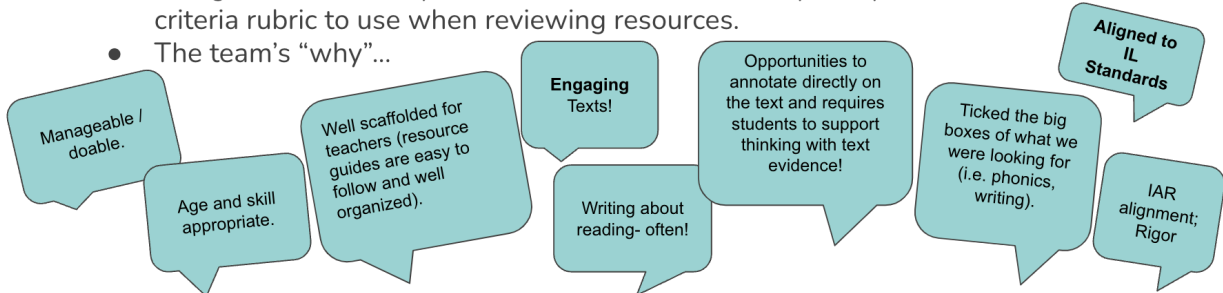 criteria rubric to use when reviewing resources.
● The team’s “why”...
Manageable /
doable.
Age and skill
appropriate.
Well scaffolded for
teachers (resource
guides are easy to
follow and well
organized).
Engaging
Texts!
Writing about
reading- often!
Opportunities to
annotate directly on
the text and requires
students to support
thinking with text
evidence!
Ticked the big
boxes of what we
were looking for
(i.e. phonics,
writing).
Aligned to
IL
Standards
IAR
alignment;
Rigor